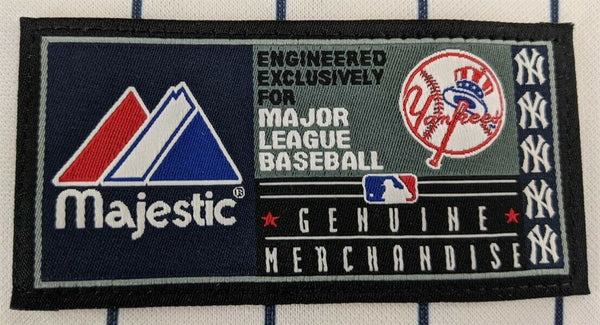 Majestic®
ENGINEERED
EXCLUSIVELY
FOR
MAJOR
LEAGUE
BASEBALL
Yankees
GENUINE
MERCHANDISE
NY
NY
NY
NY
NY